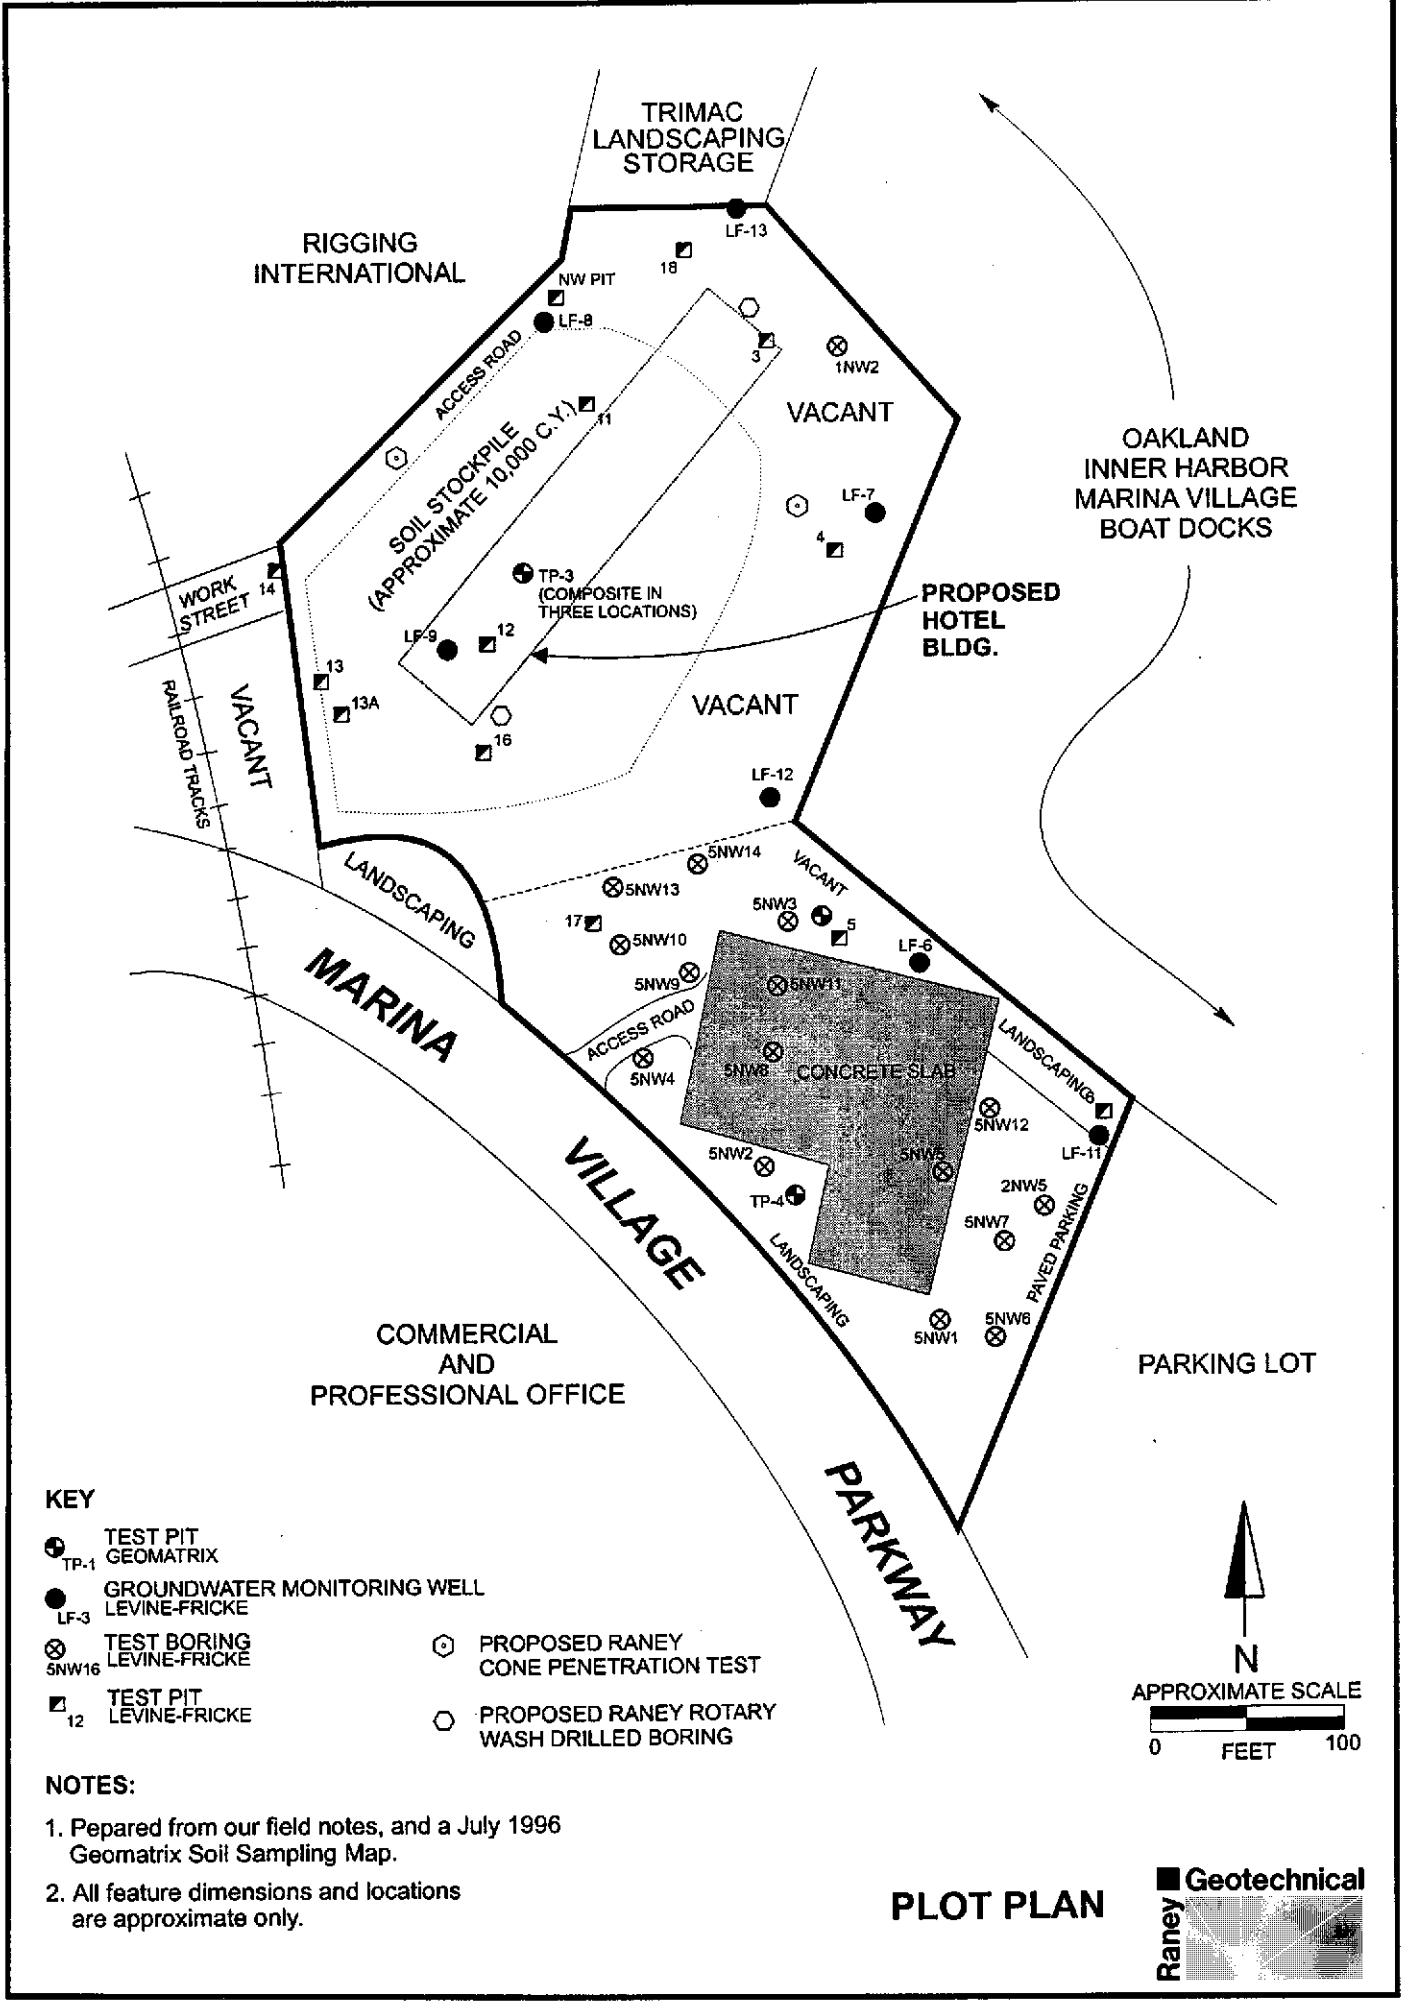 TRIMAC
LANDSCAPING
STORAGE
RIGGING
INTERNATIONAL
LF-13
18
NW PIT
LF-8
ACCESS ROAD
3
1NW2
VACANT
11
SOIL STOCKPILE
(APPROXIMATE 10,000 C.Y.)
OAKLAND
INNER HARBOR
MARINA VILLAGE
BOAT DOCKS
LF-7
4
TP-3
(COMPOSITE IN
THREE LOCATIONS)
WORK
STREET
14
PROPOSED
HOTEL
BLDG.
LF-9
12
13
13A
VACANT
RAILROAD TRACKS
VACANT
16
LF-12
LANDSCAPING
5NW14
5NW13
VACANT
17
5NW3
5
5NW10
LF-6
5NW9
5NW11
ACCESS ROAD
LANDSCAPING
5NW4
5NW8
CONCRETE SLAB
6
5NW12
LF-11
5NW2
5NW5
TP-4
2NW5
5NW7
PAVED PARKING
LANDSCAPING
5NW1
5NW6
MARINA
VILLAGE
PARKWAY
COMMERCIAL
AND
PROFESSIONAL OFFICE
PARKING LOT
KEY
TEST PIT
GEOMATRIX
TP-1
GROUNDWATER MONITORING WELL
LEVINE-FRICKE
LF-3
TEST BORING
LEVINE-FRICKE
5NW16
TEST PIT
LEVINE-FRICKE
12
PROPOSED RANEY
CONE PENETRATION TEST
PROPOSED RANEY ROTARY
WASH DRILLED BORING
N
APPROXIMATE SCALE
0
FEET
100
NOTES:
1. Pepared from our field notes, and a July 1996
Geomatrix Soil Sampling Map.
2. All feature dimensions and locations
are approximate only.
PLOT PLAN
Geotechnical
Raney